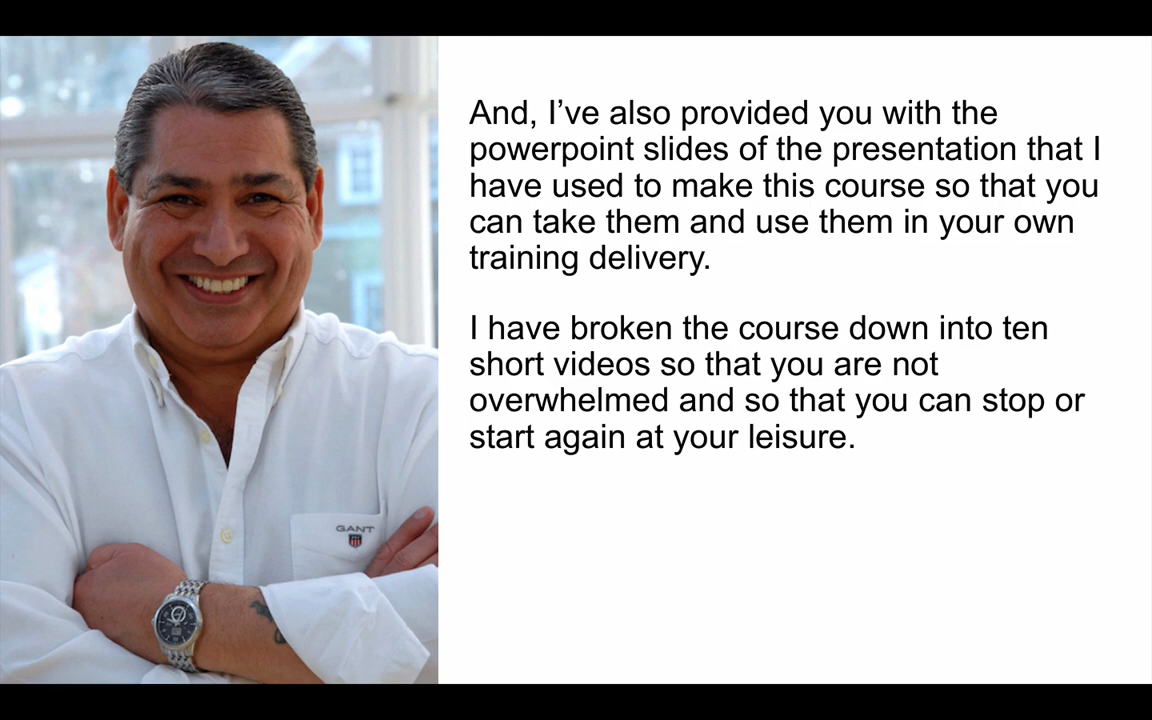 And, I’ve also provided you with the
powerpoint slides of the presentation that I
have used to make this course so that you
can take them and use them in your own
training delivery.
I have broken the course down into ten
short videos so that you are not
overwhelmed and so that you can stop or
start again at your leisure.
GANT